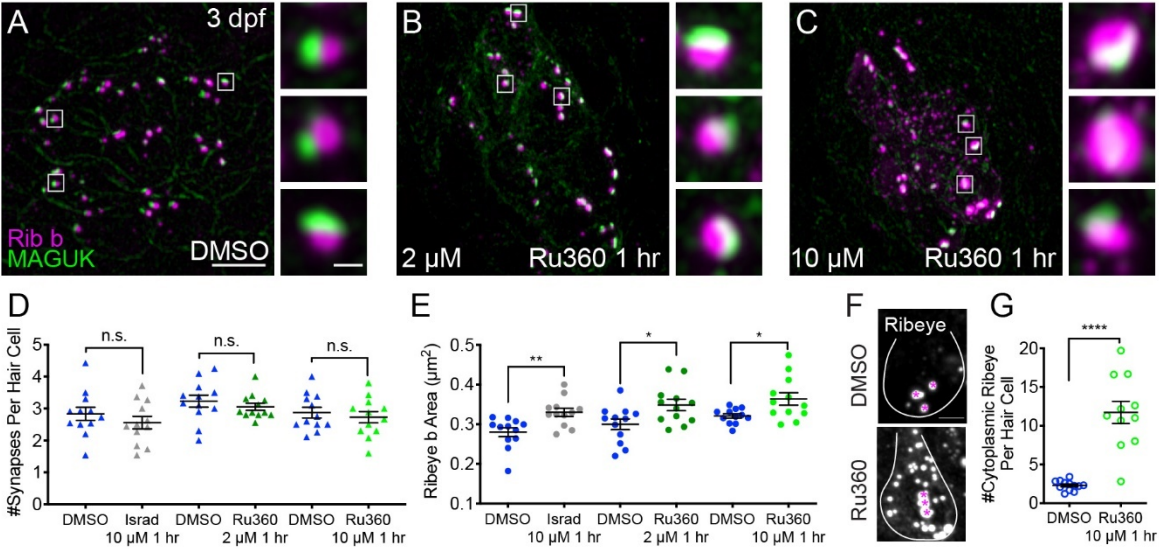 A
3 dpf
Rib b
MAGUK
DMSO
B
2 µM
Ru360 1 hr
C
10 µM
Ru360 1 hr
D
#Synapses Per Hair Cell
5
4
3
2
1
0
n.s.
n.s.
n.s.
DMSO Israd DMSO Ru360 DMSO Ru360
10 µM 1 hr 2 µM 1 hr 10 µM 1 hr
E
Ribeye b Area (µm²)
0.5
0.4
0.3
0.2
0.1
**
*
*
DMSO Israd DMSO Ru360 DMSO Ru360
10 µM 1 hr 2 µM 1 hr 10 µM 1 hr
F
Ribeye
DMSO
* * *
Ru360
* * *
G
#Cytoplasmic Ribeye
Per Hair Cell
20
15
10
5
0
****
DMSO Ru360
10 µM 1 hr